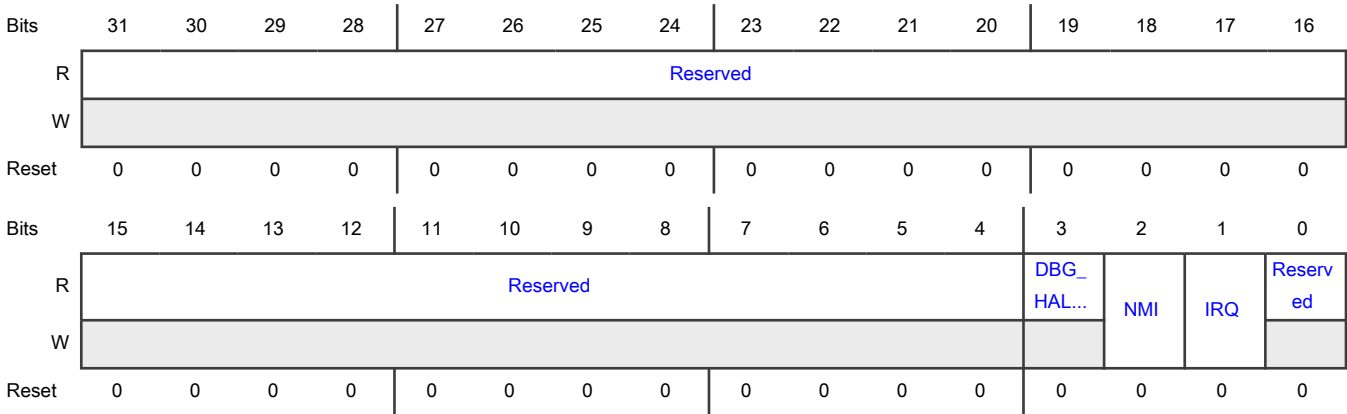 Bits 31 30 29 28 27 26 25 24 23 22 21 20 19 18 17 16
R Reserved
W
Reset 0 0 0 0 0 0 0 0 0 0 0 0 0 0 0 0
Bits 15 14 13 12 11 10 9 8 7 6 5 4 3 2 1 0
R Reserved DBG_ HAL... NMI IRQ Reserv ed
W
Reset 0 0 0 0 0 0 0 0 0 0 0 0 0 0 0 0